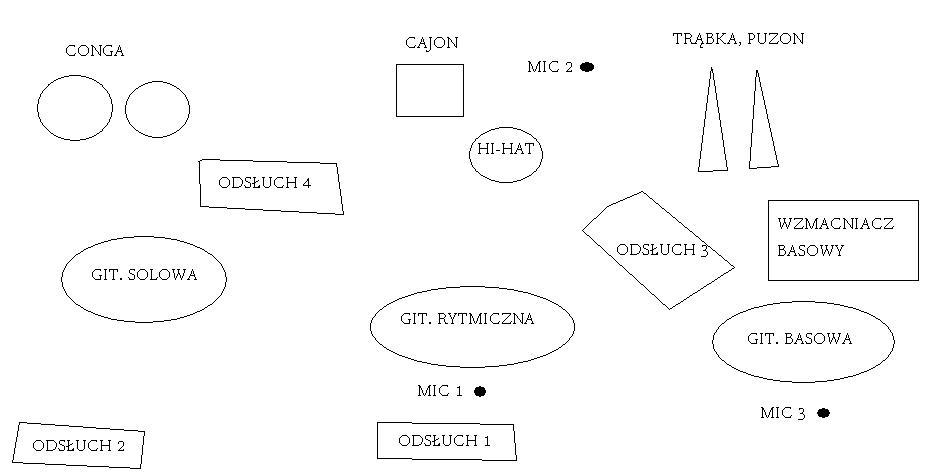 CONGA
CAJON
TRĄBKA, PUZON
MIC 2
HI-HAT
ODSŁUCH 4
WZMACNIACZ
BASOWY
ODSŁUCH 3
GIT. SOLOWA
GIT. RYTMICZNA
GIT. BASOWA
MIC 1
MIC 3
ODSŁUCH 2
ODSŁUCH 1